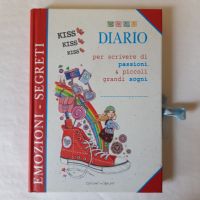 KISS
KISS
KISS
DIARIO
per scrivere di
passioni
& piccoli
grandi sogni
EMOZIONI - SEGRETI